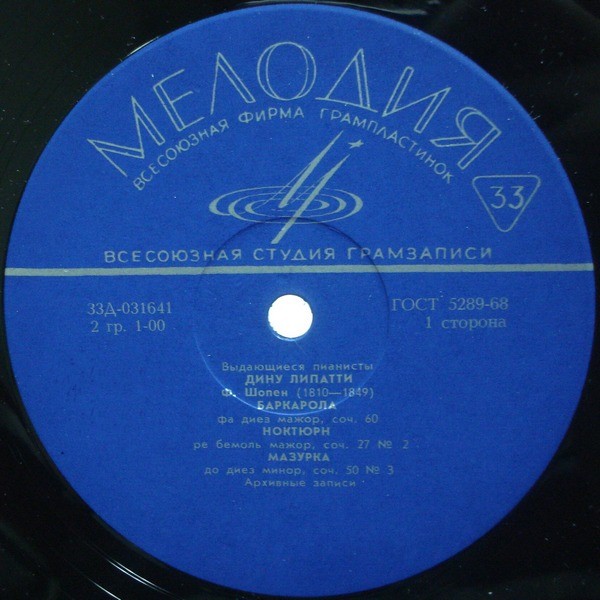 МЕЛОДИЯ
ВСЕСОЮЗНАЯ ФИРМА ГРАМПЛАСТИНОК
33
ВСЕСОЮЗНАЯ СТУДИЯ ГРАМЗАПИСИ
33Д-031641
ГОСТ 5289-68
2 гр. 1-00
1 сторона
Выдающиеся пианисты
ДИНУ ЛИПАТТИ
Ф. Шопен (1810—1849)
БАРКАРОЛА
фа диез мажор, соч. 60
НОКТЮРН
ре бемоль мажор, соч. 27 № 2
МАЗУРКА
до диез минор, соч. 50 № 3
Архивные записи